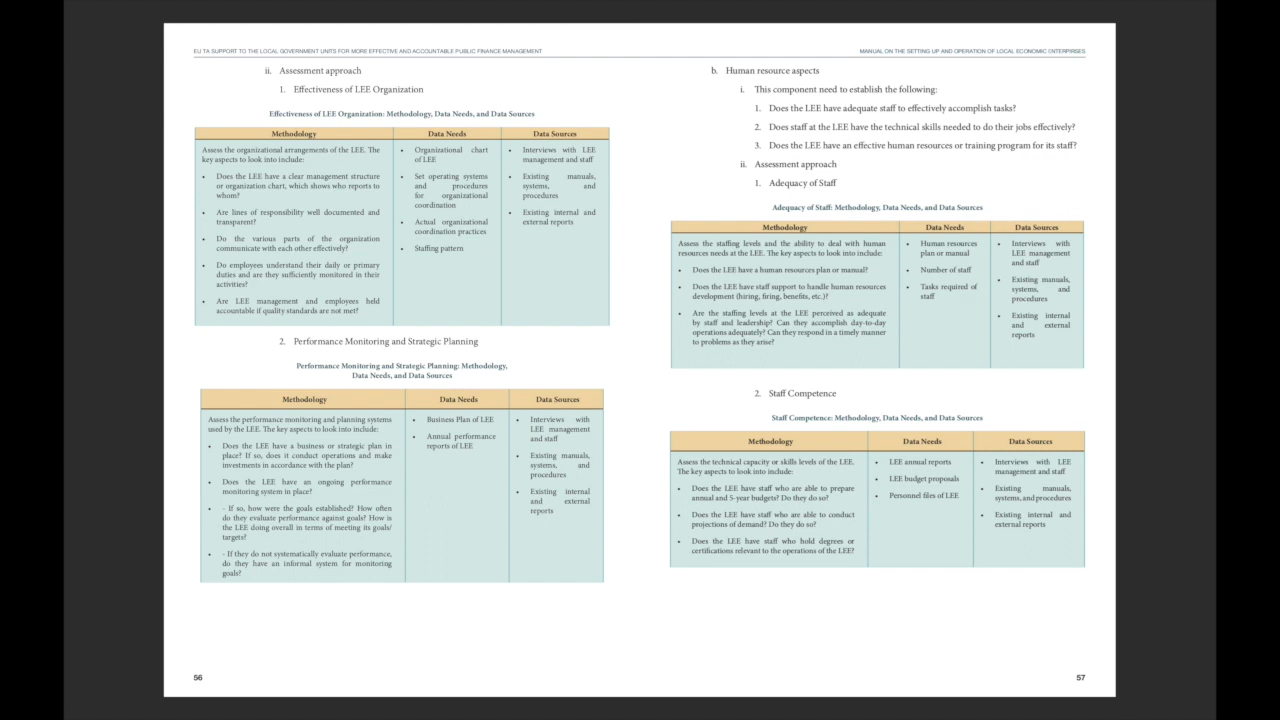 EU TA SUPPORT TO THE LOCAL GOVERNMENT UNITS FOR MORE EFFECTIVE AND ACCOUNTABLE PUBLIC FINANCE MANAGEMENT
ii. Assessment approach
1. Effectiveness of LEE Organization
Effectiveness of LEE Organization: Methodology, Data Needs, and Data Sources
Methodology
Assess the organizational arrangements of the LEE. The
key aspects to look into include:
• Does the LEE have a clear management structure
or organization chart, which shows who reports to
whom?
• Are lines of responsibility well documented and
transparent?
• Do the various parts of the organization
communicate with each other effectively?
• Do employees understand their daily or primary
duties and are they sufficiently monitored in their
activities?
• Are LEE management and employees held
accountable if quality standards are not met?
Data Needs
• Organizational chart
of LEE
• Set operating systems
and procedures
for organizational
coordination
• Actual organizational
coordination practices
• Staffing pattern
Data Sources
• Interviews with LEE
management and staff
• Existing manuals,
systems, and
procedures
• Existing internal and
external reports
2. Performance Monitoring and Strategic Planning
Performance Monitoring and Strategic Planning: Methodology,
Data Needs, and Data Sources
Methodology
Assess the performance monitoring and planning systems
used by the LEE. The key aspects to look into include:
• Does the LEE have a business or strategic plan in
place? If so, does it conduct operations and make
investments in accordance with the plan?
• Does the LEE have an ongoing performance
monitoring system in place?
• - If so, how were the goals established? How often
do they evaluate performance against goals? How is
the LEE doing overall in terms of meeting its goals/
targets?
• - If they do not systematically evaluate performance,
do they have an informal system for monitoring
goals?
Data Needs
• Business Plan of LEE
• Annual performance
reports of LEE
Data Sources
• Interviews with
LEE management
and staff
• Existing manuals,
systems, and
procedures
• Existing internal
and external
reports
56
MANUAL ON THE SETTING UP AND OPERATION OF LOCAL ECONOMIC ENTERPIRSES
b. Human resource aspects
i. This component need to establish the following:
1. Does the LEE have adequate staff to effectively accomplish tasks?
2. Does staff at the LEE have the technical skills needed to do their jobs effectively?
3. Does the LEE have an effective human resources or training program for its staff?
ii. Assessment approach
1. Adequacy of Staff
Adequacy of Staff: Methodology, Data Needs, and Data Sources
Methodology
Assess the staffing levels and the ability to deal with human
resources needs at the LEE. The key aspects to look into include:
• Does the LEE have a human resources plan or manual?
• Does the LEE have staff support to handle human resources
development (hiring, firing, benefits, etc.)?
• Are the staffing levels at the LEE perceived as adequate
by staff and leadership? Can they accomplish day-to-day
operations adequately? Can they respond in a timely manner
to problems as they arise?
Data Needs
• Human resources
plan or manual
• Number of staff
• Tasks required of
staff
Data Sources
• Interviews with
LEE management
and staff
• Existing manuals,
systems, and
procedures
• Existing internal
and external
reports
2. Staff Competence
Staff Competence: Methodology, Data Needs, and Data Sources
Methodology
Assess the technical capacity or skills levels of the LEE.
The key aspects to look into include:
• Does the LEE have staff who are able to prepare
annual and 5-year budgets? Do they do so?
• Does the LEE have staff who are able to conduct
projections of demand? Do they do so?
• Does the LEE have staff who hold degrees or
certifications relevant to the operations of the LEE?
Data Needs
• LEE annual reports
• LEE budget proposals
• Personnel files of LEE
Data Sources
• Interviews with LEE
management and staff
• Existing manuals,
systems, and procedures
• Existing internal and
external reports
57